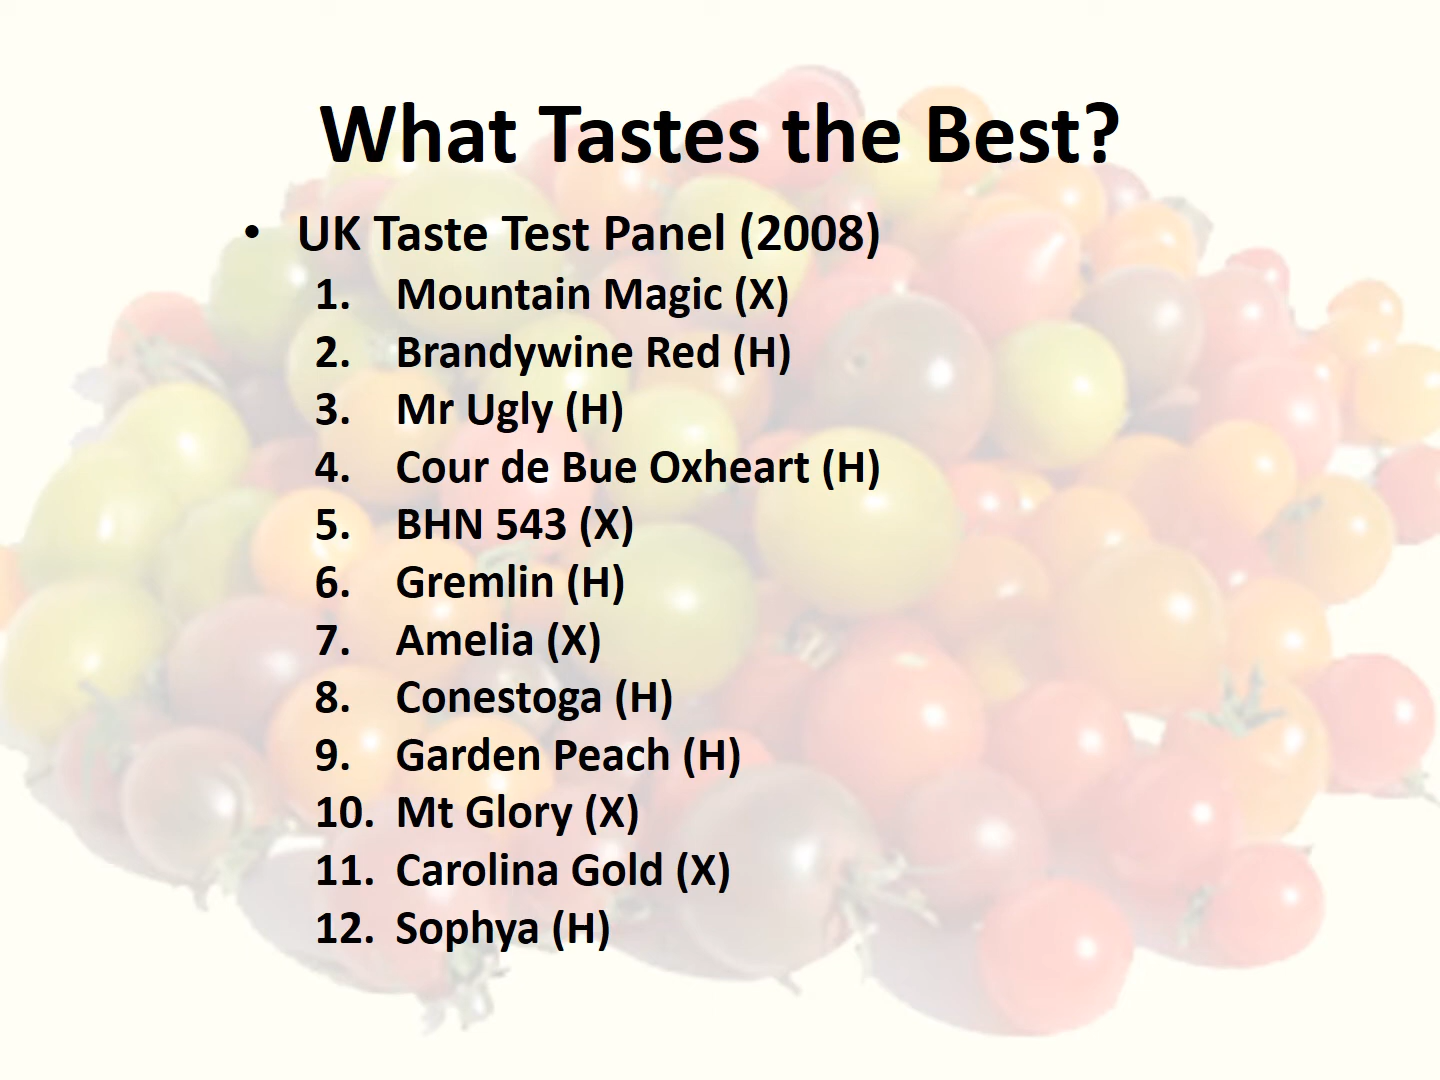 What Tastes the Best?
• UK Taste Test Panel (2008)
1. Mountain Magic (X)
2. Brandywine Red (H)
3. Mr Ugly (H)
4. Cour de Bue Oxheart (H)
5. BHN 543 (X)
6. Gremlin (H)
7. Amelia (X)
8. Conestoga (H)
9. Garden Peach (H)
10. Mt Glory (X)
11. Carolina Gold (X)
12. Sophya (H)